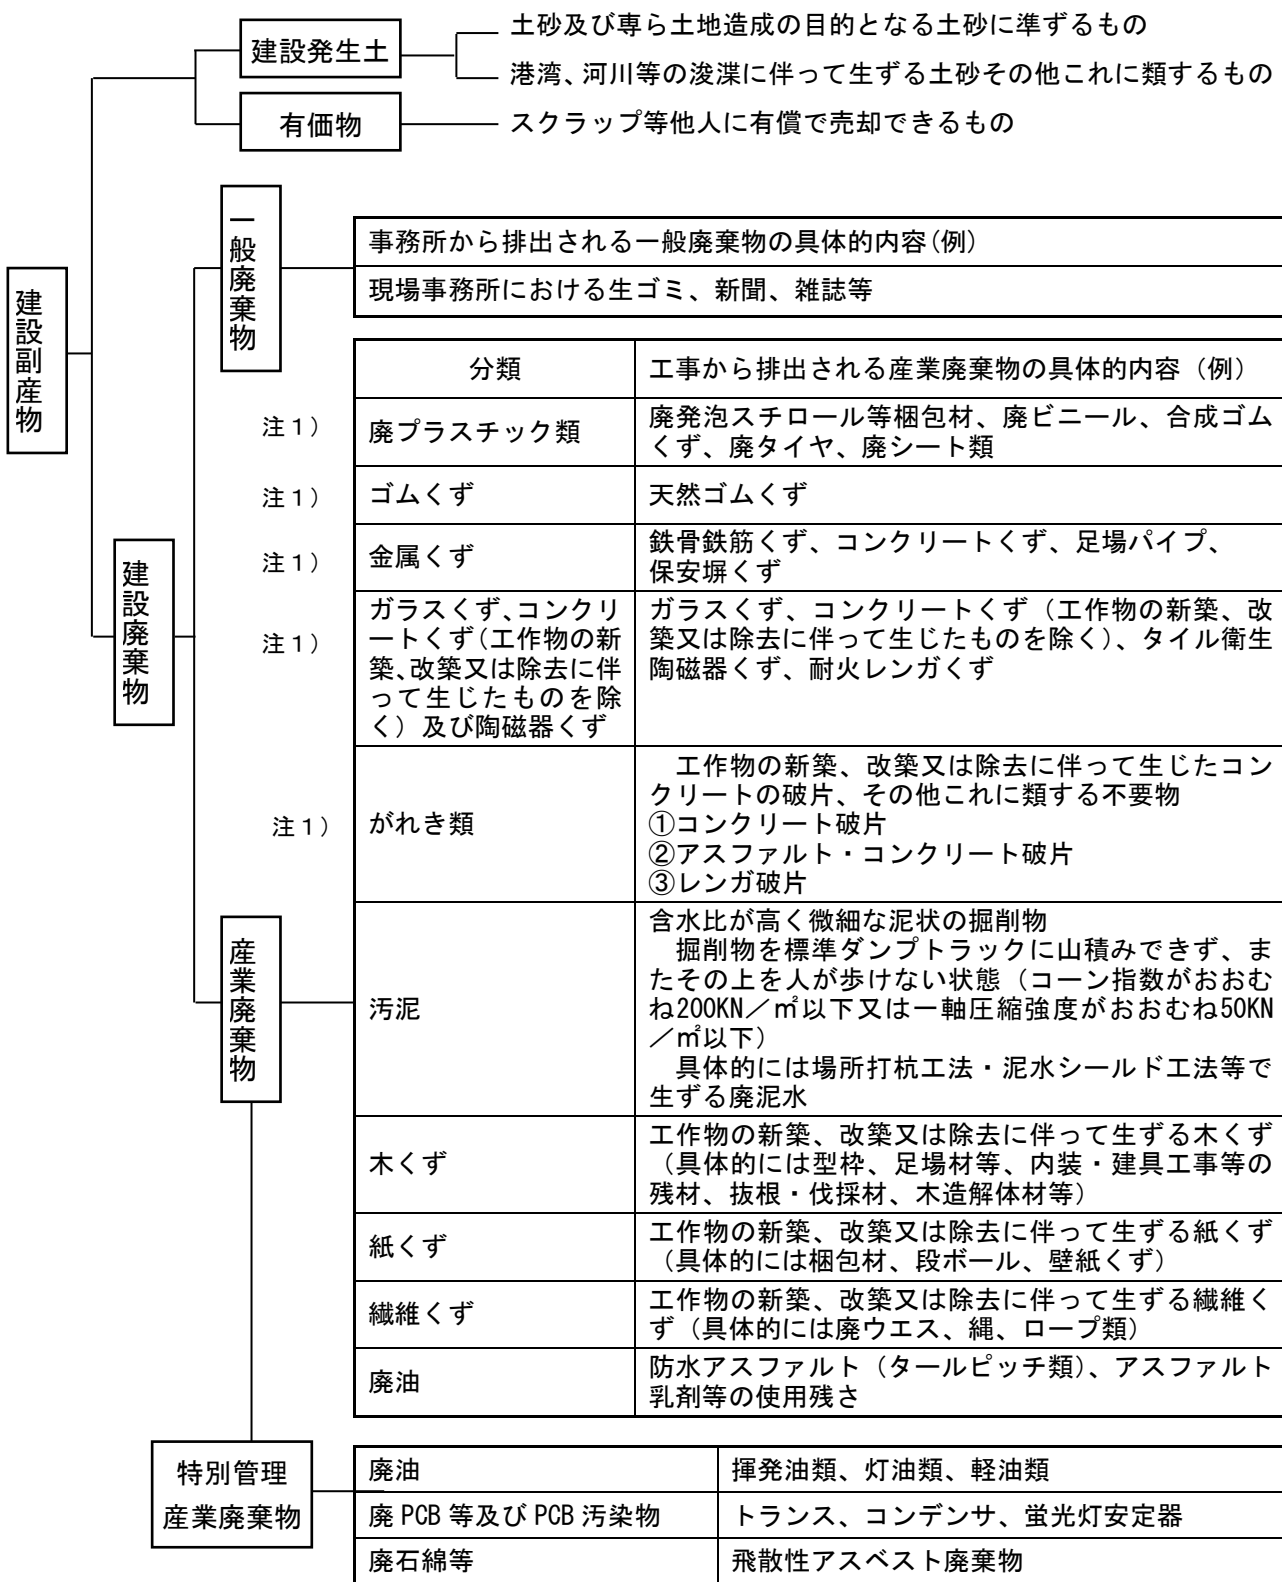 建設発生土
土砂及び専ら土地造成の目的となる土砂に準ずるもの
港湾、河川等の浚渫に伴って生ずる土砂その他これに類するもの
有価物
スクラップ等他人に有償で売却できるもの
建設副産物
一般廃棄物
事務所から排出される一般廃棄物の具体的内容(例)
現場事務所における生ゴミ、新聞、雑誌等
建設廃棄物
分類
工事から排出される産業廃棄物の具体的内容(例)
注1)
廃プラスチック類
廃発泡スチロール等梱包材、廃ビニール、合成ゴム
くず、廃タイヤ、廃シート類
注1)
ゴムくず
天然ゴムくず
注1)
金属くず
鉄骨鉄筋くず、コンクリートくず、足場パイプ、
保安塀くず
注1)
ガラスくず、コンクリ
ートくず(工作物の新
築、改築又は除去に伴
って生じたものを除
く)及び陶磁器くず
ガラスくず、コンクリートくず(工作物の新築、改
築又は除去に伴って生じたものを除く)、タイル衛生
陶磁器くず、耐火レンガくず
注1)
がれき類
工作物の新築、改築又は除去に伴って生じたコン
クリートの破片、その他これに類する不要物
①コンクリート破片
②アスファルト・コンクリート破片
③レンガ破片
産業廃棄物
汚泥
含水比が高く微細な泥状の掘削物
掘削物を標準ダンプトラックに山積みできず、ま
たその上を人が歩けない状態(コーン指数がおおむ
ね200KN/㎡以下又は一軸圧縮強度がおおむね50KN
/㎡以下)
具体的には場所打杭工法・泥水シールド工法等で
生ずる廃泥水
木くず
工作物の新築、改築又は除去に伴って生ずる木くず
(具体的には型枠、足場材等、内装・建具工事等の
残材、抜根・伐採材、木造解体材等)
紙くず
工作物の新築、改築又は除去に伴って生ずる紙くず
(具体的には梱包材、段ボール、壁紙くず)
繊維くず
工作物の新築、改築又は除去に伴って生ずる繊維く
ず(具体的には廃ウエス、縄、ロープ類)
廃油
防水アスファルト(タールピッチ類)、アスファルト
乳剤等の使用残さ
特別管理
産業廃棄物
廃油
揮発油類、灯油類、軽油類
廃 PCB 等及び PCB 汚染物
トランス、コンデンサ、蛍光灯安定器
廃石綿等
飛散性アスベスト廃棄物